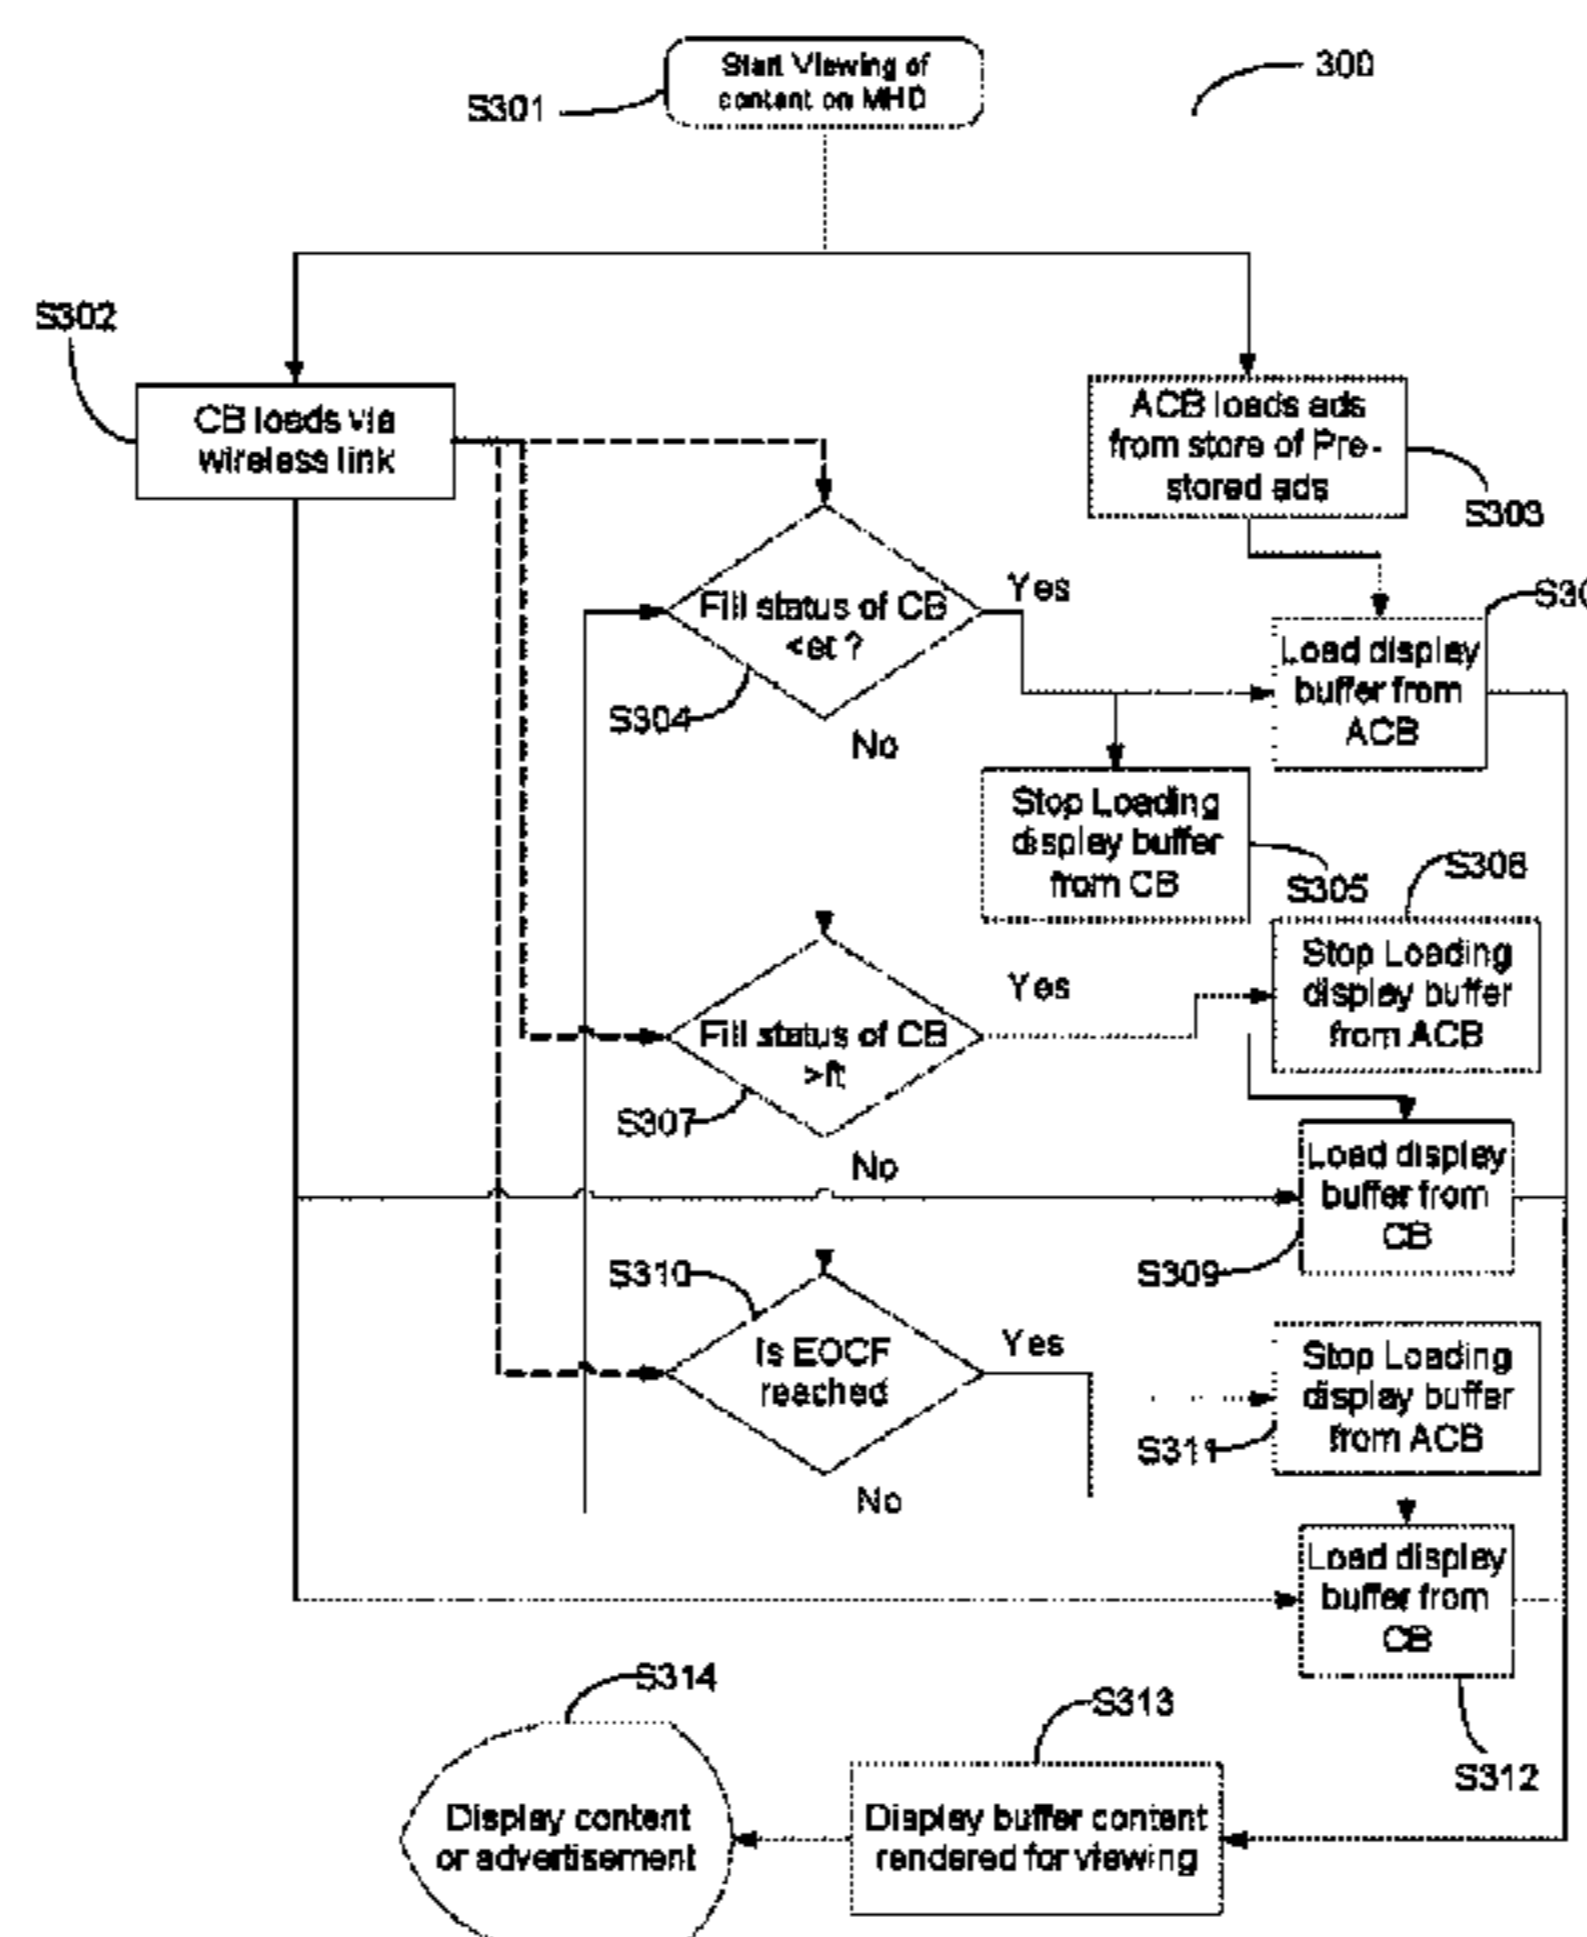 Start Viewing of
content on MHD
300
S301
S302
CB loads via
wireless link
ACB loads ads
from store of Pre-
stored ads
S303
Fill status of CB
<et ?
Yes
S304
No
Load display
buffer from
ACB
Stop Loading
display buffer
from CB
S305
S308
Stop Loading
display buffer
from ACB
Fill status of CB
>ft
Yes
S307
No
Load display
buffer from
CB
S309
S310
Is EOCF
reached
Yes
No
Stop Loading
display buffer
from ACB
S311
Load display
buffer from
CB
S312
S314
S313
Display content
or advertisement
Display buffer content
rendered for viewing